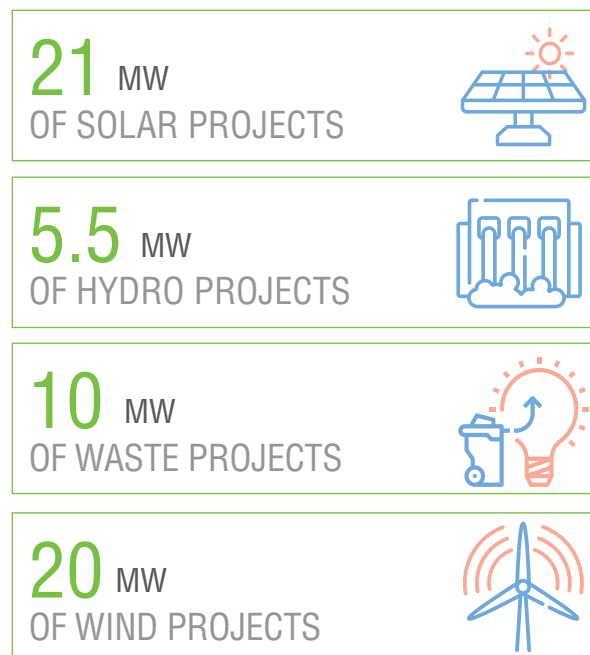 21 MW
OF SOLAR PROJECTS
5.5 MW
OF HYDRO PROJECTS
10 MW
OF WASTE PROJECTS
20 MW
OF WIND PROJECTS